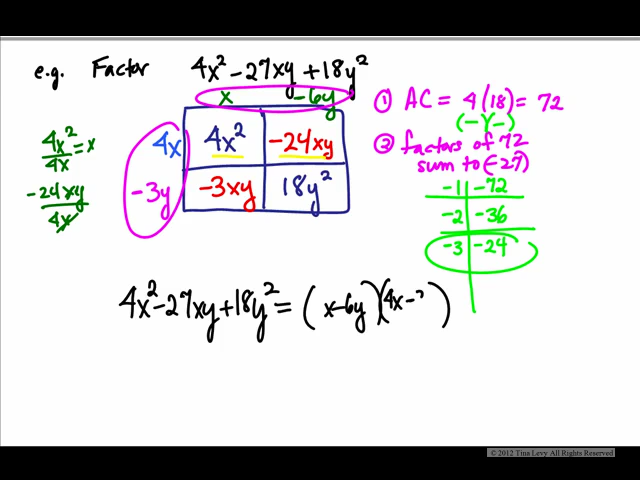 e.g. Factor 4x² - 27xy + 18y²
x -6y
4x 4x² -24xy
-3y -3xy 18y²
4x²/4x = x
-24xy/4x
① AC = 4(18) = 72
(-)(-)
② factors of 72
sum to (-27)
-1 -72
-2 -36
-3 -24
4x² - 27xy + 18y² = (x - 6y)(4x - )
© 2012 Tina Levy All Rights Reserved